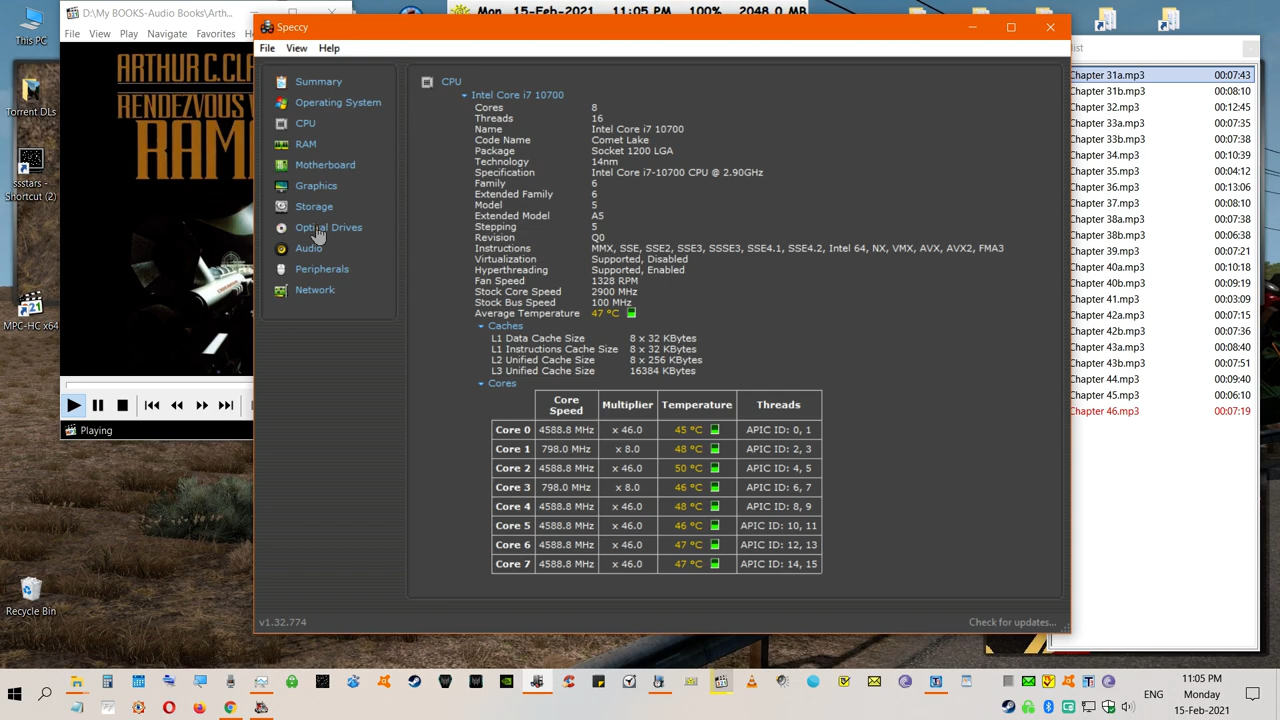 This PC
Torrent DLs
ssstars - Shortcut (2)
MPC-HC x64
Recycle Bin
D:\My BOOKS-Audio Books\Arth...
File View Play Navigate Favorites
ARTHUR C.CL
RENDEZVOUS
RAM
Playing
Mon 15-Feb-2021 11:05 PM 100% 2048.0 MB
Speccy
File View Help
Summary
Operating System
CPU
RAM
Motherboard
Graphics
Storage
Optical Drives
Audio
Peripherals
Network
CPU
Intel Core i7 10700
Cores 8
Threads 16
Name Intel Core i7 10700
Code Name Comet Lake
Package Socket 1200 LGA
Technology 14nm
Specification Intel Core i7-10700 CPU @ 2.90GHz
Family 6
Extended Family 6
Model 5
Extended Model A5
Stepping 5
Revision Q0
Instructions MMX, SSE, SSE2, SSE3, SSSE3, SSE4.1, SSE4.2, Intel 64, NX, VMX, AVX, AVX2, FMA3
Virtualization Supported, Disabled
Hyperthreading Supported, Enabled
Fan Speed 1328 RPM
Stock Core Speed 2900 MHz
Stock Bus Speed 100 MHz
Average Temperature 47 °C
Caches
L1 Data Cache Size 8 x 32 KBytes
L1 Instructions Cache Size 8 x 32 KBytes
L2 Unified Cache Size 8 x 256 KBytes
L3 Unified Cache Size 16384 KBytes
Cores
Core Speed Multiplier Temperature Threads
Core 0 4588.8 MHz x 46.0 45 °C APIC ID: 0, 1
Core 1 798.0 MHz x 8.0 48 °C APIC ID: 2, 3
Core 2 4588.8 MHz x 46.0 50 °C APIC ID: 4, 5
Core 3 798.0 MHz x 8.0 46 °C APIC ID: 6, 7
Core 4 4588.8 MHz x 46.0 48 °C APIC ID: 8, 9
Core 5 4588.8 MHz x 46.0 46 °C APIC ID: 10, 11
Core 6 4588.8 MHz x 46.0 47 °C APIC ID: 12, 13
Core 7 4588.8 MHz x 46.0 47 °C APIC ID: 14, 15
v1.32.774
Check for updates...
list
Chapter 31a.mp3 00:07:43
Chapter 31b.mp3 00:08:10
Chapter 32.mp3 00:12:45
Chapter 33a.mp3 00:07:35
Chapter 33b.mp3 00:07:38
Chapter 34.mp3 00:10:39
Chapter 35.mp3 00:04:12
Chapter 36.mp3 00:13:06
Chapter 37.mp3 00:08:10
Chapter 38a.mp3 00:07:38
Chapter 38b.mp3 00:06:38
Chapter 39.mp3 00:07:21
Chapter 40a.mp3 00:10:18
Chapter 40b.mp3 00:09:19
Chapter 41.mp3 00:03:09
Chapter 42a.mp3 00:07:15
Chapter 42b.mp3 00:07:36
Chapter 43a.mp3 00:08:40
Chapter 43b.mp3 00:07:51
Chapter 44.mp3 00:09:40
Chapter 45.mp3 00:06:10
Chapter 46.mp3 00:07:19
ENG
11:05 PM
Monday
15-Feb-2021